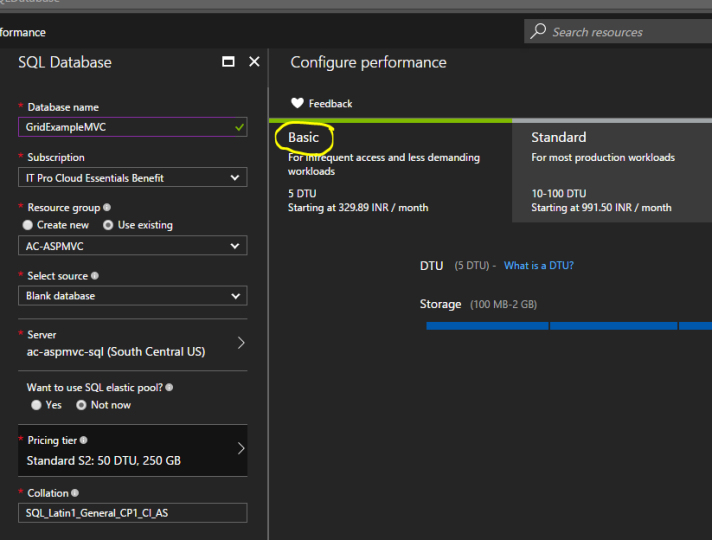 formance
Search resources
SQL Database
* Database name
GridExampleMVC
* Subscription
IT Pro Cloud Essentials Benefit
* Resource group
Create new Use existing
AC-ASPMVC
* Select source
Blank database
* Server
ac-aspmvc-sql (South Central US)
Want to use SQL elastic pool?
Yes Not now
* Pricing tier
Standard S2: 50 DTU, 250 GB
* Collation
SQL_Latin1_General_CP1_CI_AS
Configure performance
Feedback
Basic
For infrequent access and less demanding
workloads
5 DTU
Starting at 329.89 INR / month
Standard
For most production workloads
10-100 DTU
Starting at 991.50 INR / month
DTU (5 DTU) - What is a DTU?
Storage (100 MB-2 GB)